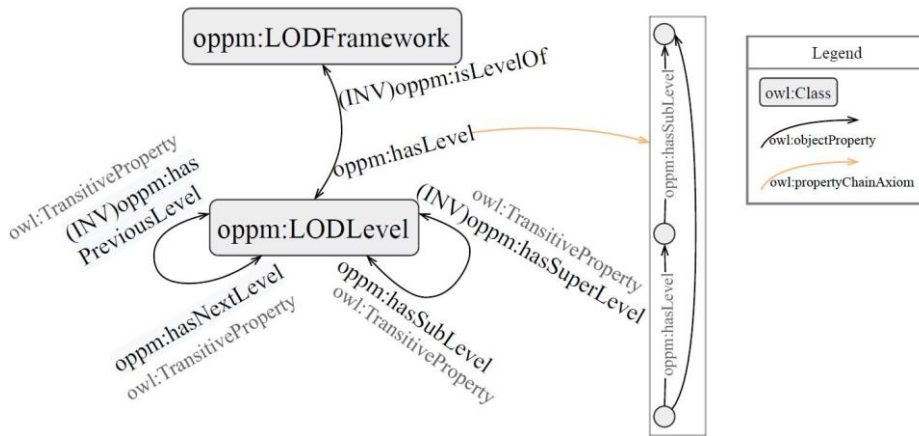 oppm:LODFramework
(INV)oppm:isLevelOf
oppm:hasLevel
owl:TransitiveProperty
(INV)oppm:has
PreviousLevel
oppm:LODLevel
owl:TransitiveProperty
(INV)oppm:hasSuperLevel
oppm:hasNextLevel
owl:TransitiveProperty
oppm:hasSubLevel
owl:TransitiveProperty
oppm:hasSubLevel
oppm:hasLevel
Legend
owl:Class
owl:objectProperty
owl:propertyChainAxiom